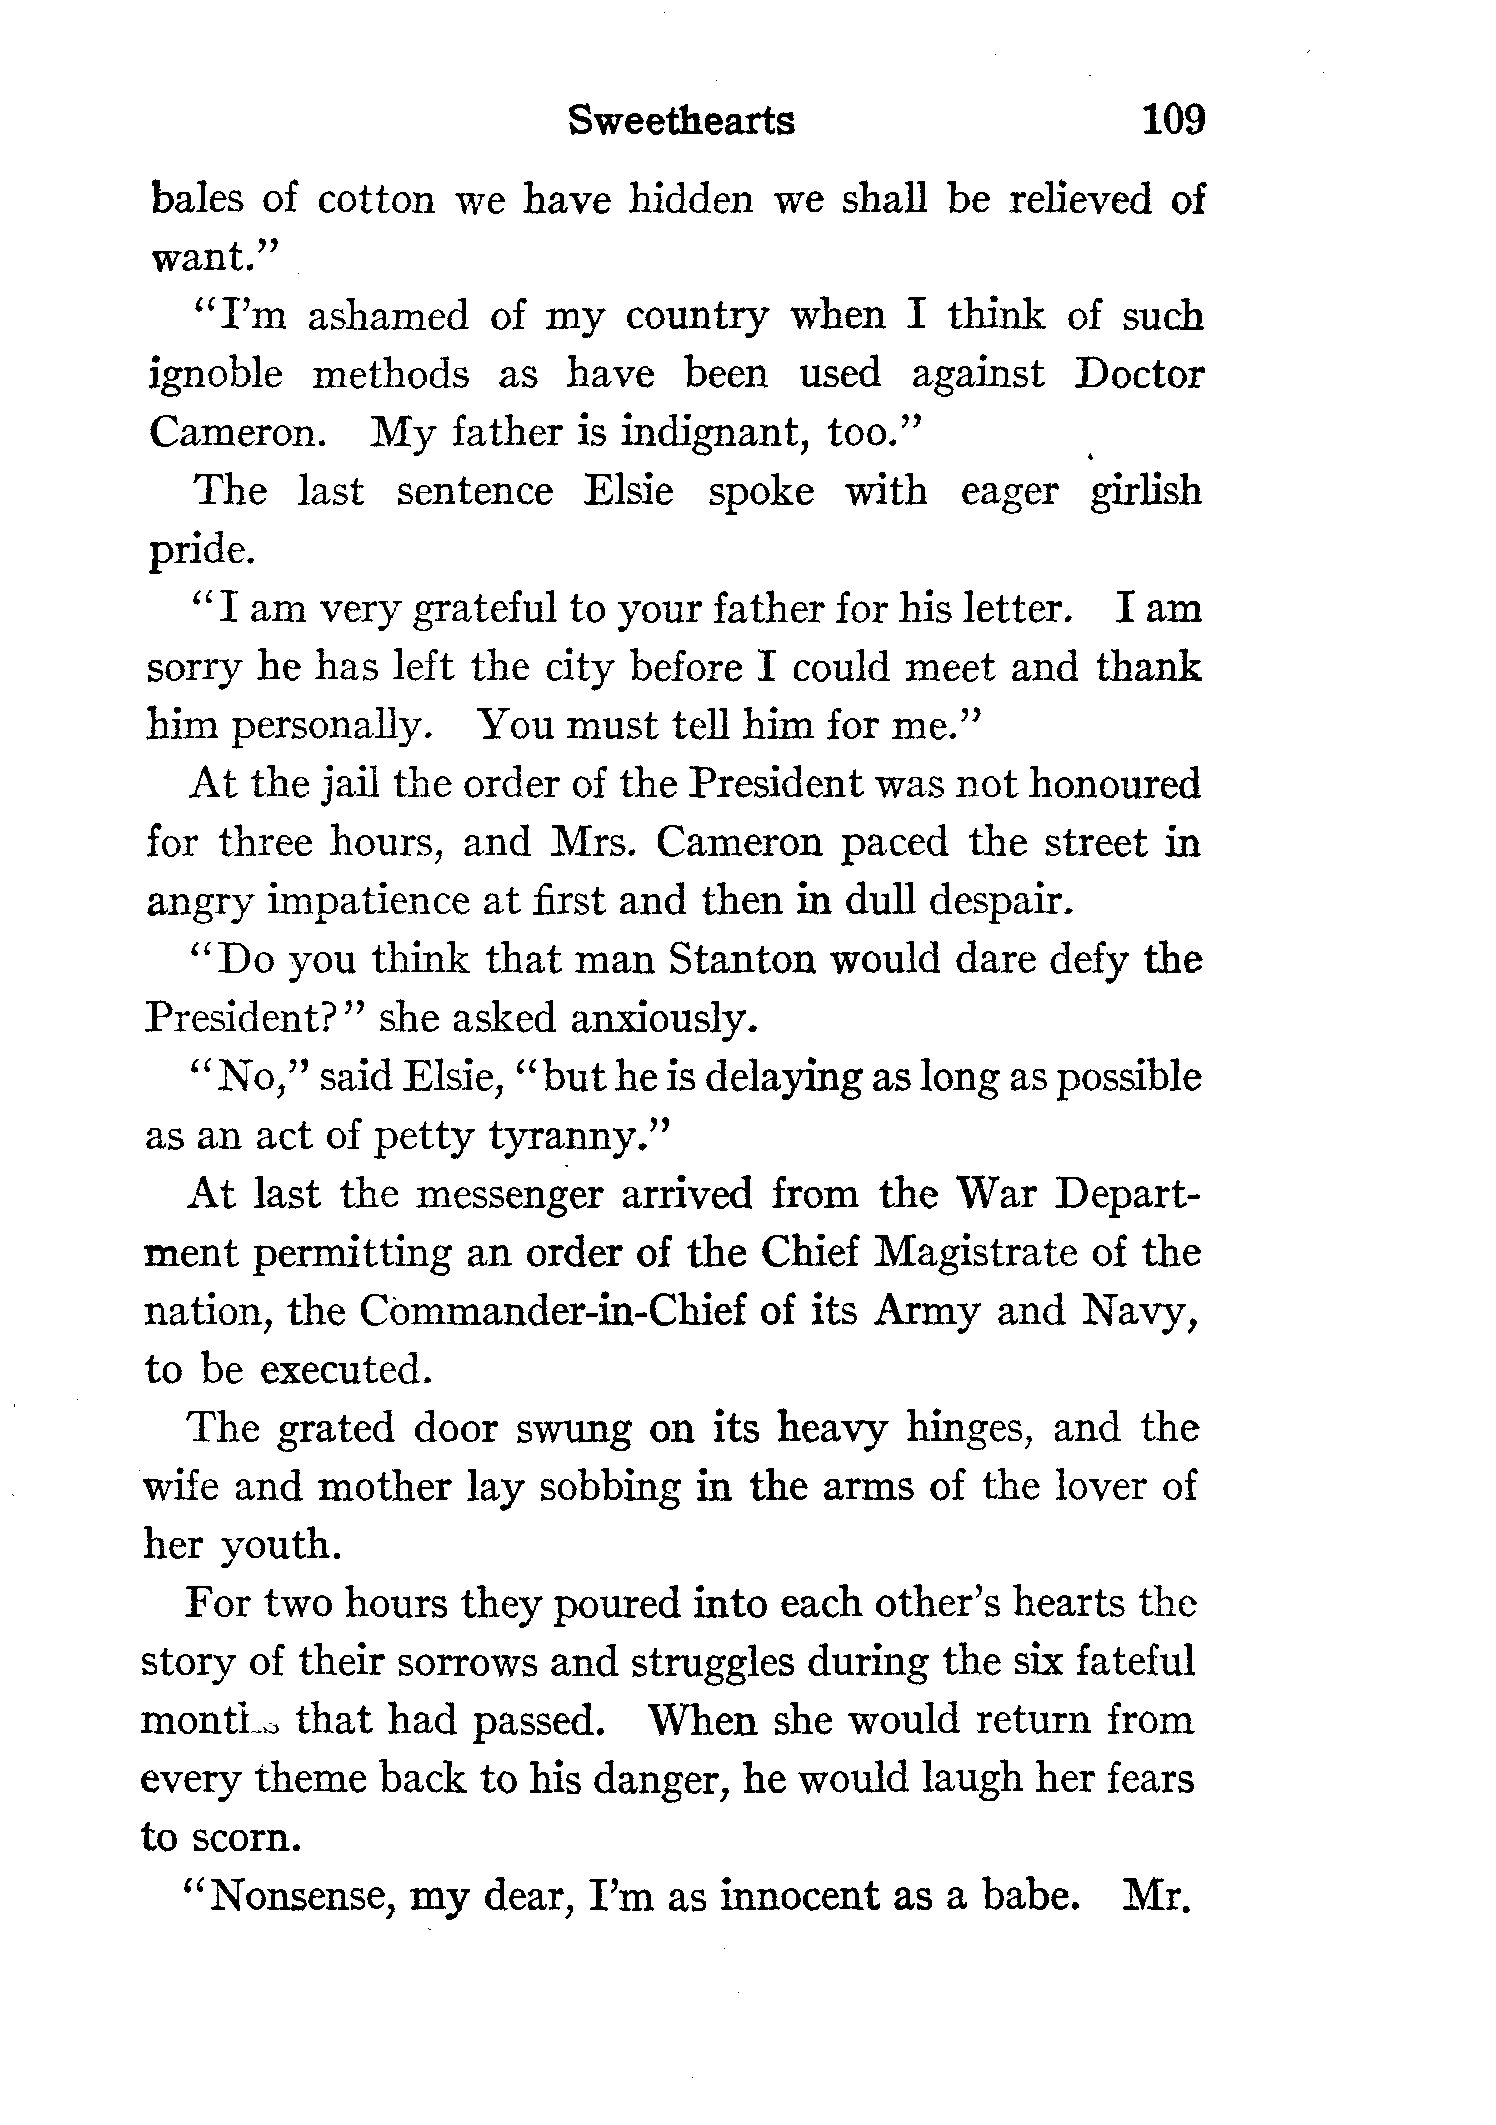 Sweethearts 109
bales of cotton we have hidden we shall be relieved of
want."
"I'm ashamed of my country when I think of such
ignoble methods as have been used against Doctor
Cameron. My father is indignant, too."
The last sentence Elsie spoke with eager girlish
pride.
"I am very grateful to your father for his letter. I am
sorry he has left the city before I could meet and thank
him personally. You must tell him for me."
At the jail the order of the President was not honoured
for three hours, and Mrs. Cameron paced the street in
angry impatience at first and then in dull despair.
"Do you think that man Stanton would dare defy the
President?" she asked anxiously.
"No," said Elsie, "but he is delaying as long as possible
as an act of petty tyranny."
At last the messenger arrived from the War Depart-
ment permitting an order of the Chief Magistrate of the
nation, the Commander-in-Chief of its Army and Navy,
to be executed.
The grated door swung on its heavy hinges, and the
wife and mother lay sobbing in the arms of the lover of
her youth.
For two hours they poured into each other's hearts the
story of their sorrows and struggles during the six fateful
months that had passed. When she would return from
every theme back to his danger, he would laugh her fears
to scorn.
"Nonsense, my dear, I'm as innocent as a babe. Mr.